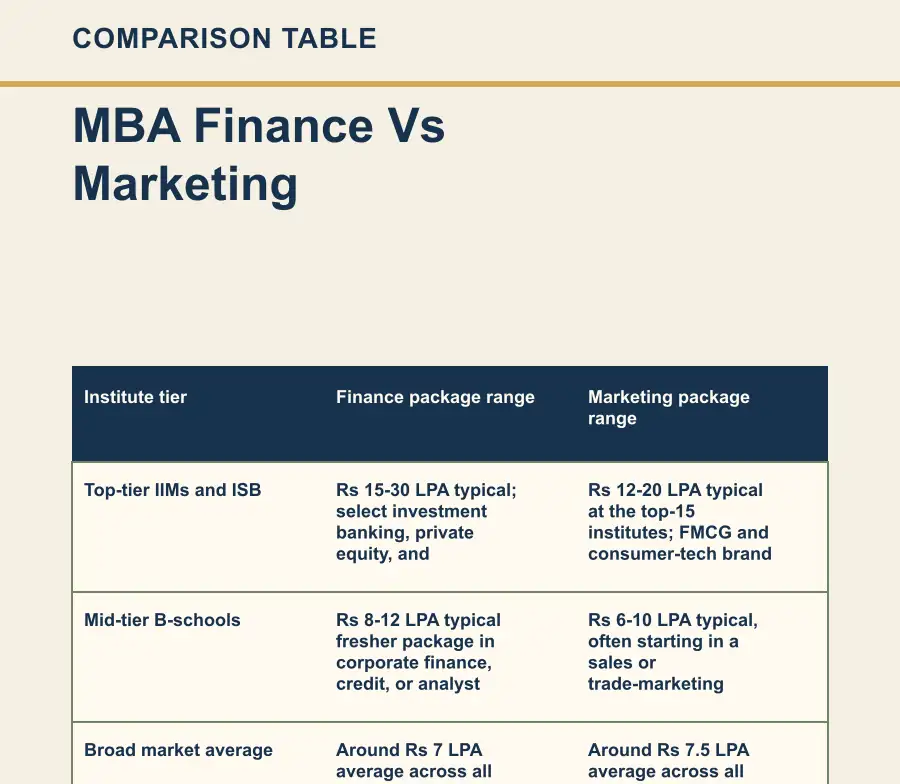 COMPARISON TABLE
MBA Finance Vs
Marketing
Institute tier
Finance package range
Marketing package
range
Top-tier IIMs and ISB
Rs 15-30 LPA typical;
select investment
banking, private
equity, and
Rs 12-20 LPA typical
at the top-15
institutes; FMCG and
consumer-tech brand
Mid-tier B-schools
Rs 8-12 LPA typical
fresher package in
corporate finance,
credit, or analyst
Rs 6-10 LPA typical,
often starting in a
sales or
trade-marketing
Broad market average
Around Rs 7 LPA
average across all
Around Rs 7.5 LPA
average across all